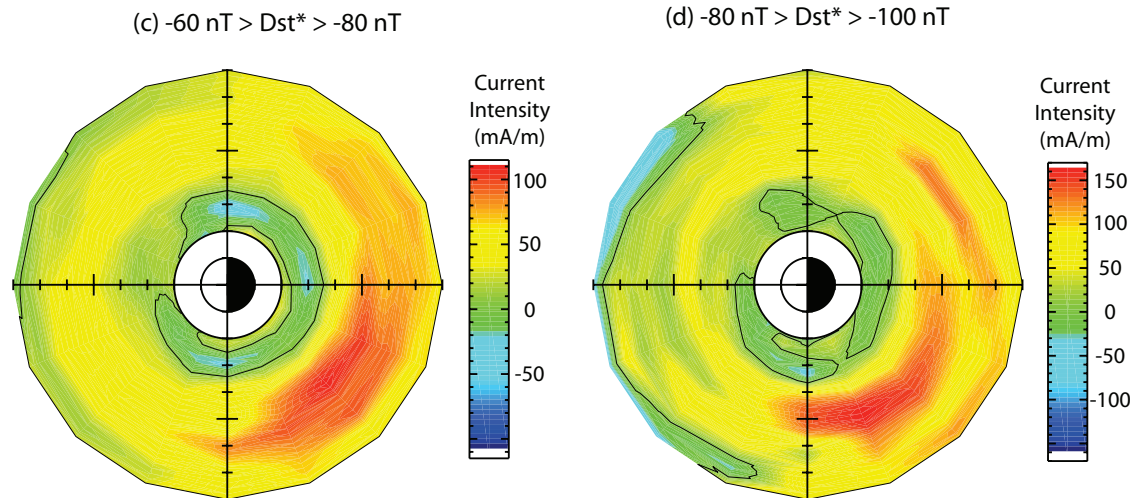 (c) -60 nT > Dst* > -80 nT
(d) -80 nT > Dst* > -100 nT
Current
Intensity
(mA/m)
100
50
0
-50
Current
Intensity
(mA/m)
150
100
50
0
-50
-100